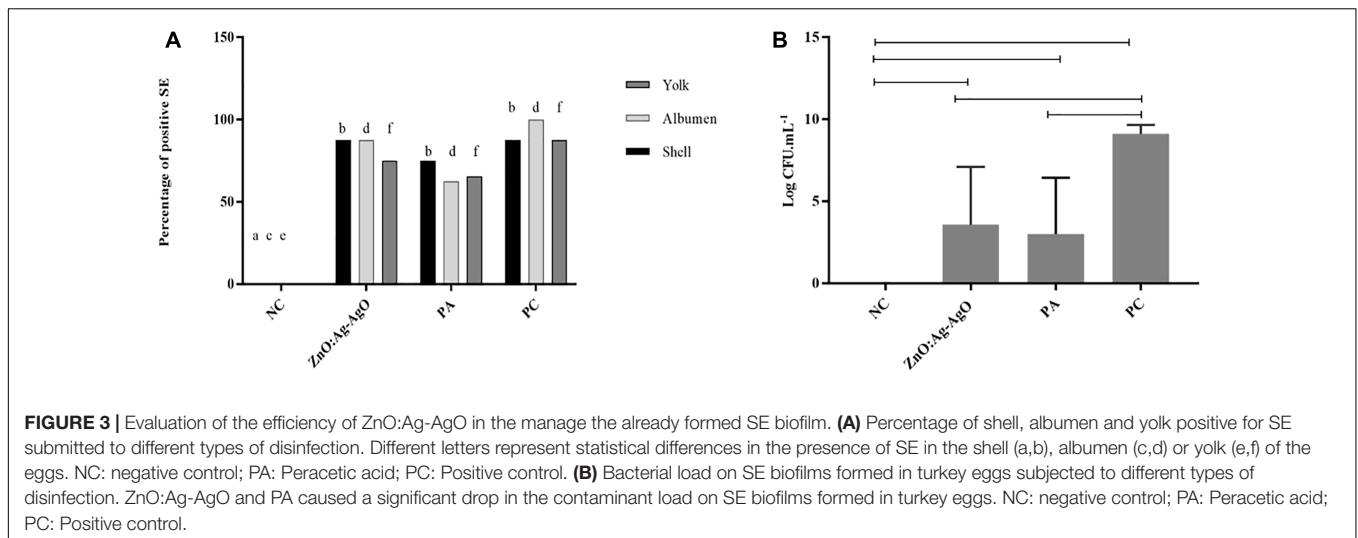 A
150
100
50
0
Percentage of positive SE
a c e
b d f
b d f
b d f
NC
ZnO:Ag-AgO
PA
PC
Yolk
Albumen
Shell
B
15
10
5
0
Log CFU.mL⁻¹
NC
ZnO:Ag-AgO
PA
PC
FIGURE 3 | Evaluation of the efficiency of ZnO:Ag-AgO in the manage the already formed SE biofilm. (A) Percentage of shell, albumen and yolk positive for SE
submitted to different types of disinfection. Different letters represent statistical differences in the presence of SE in the shell (a,b), albumen (c,d) or yolk (e,f) of the
eggs. NC: negative control; PA: Peracetic acid; PC: Positive control. (B) Bacterial load on SE biofilms formed in turkey eggs subjected to different types of
disinfection. ZnO:Ag-AgO and PA caused a significant drop in the contaminant load on SE biofilms formed in turkey eggs. NC: negative control; PA: Peracetic acid;
PC: Positive control.